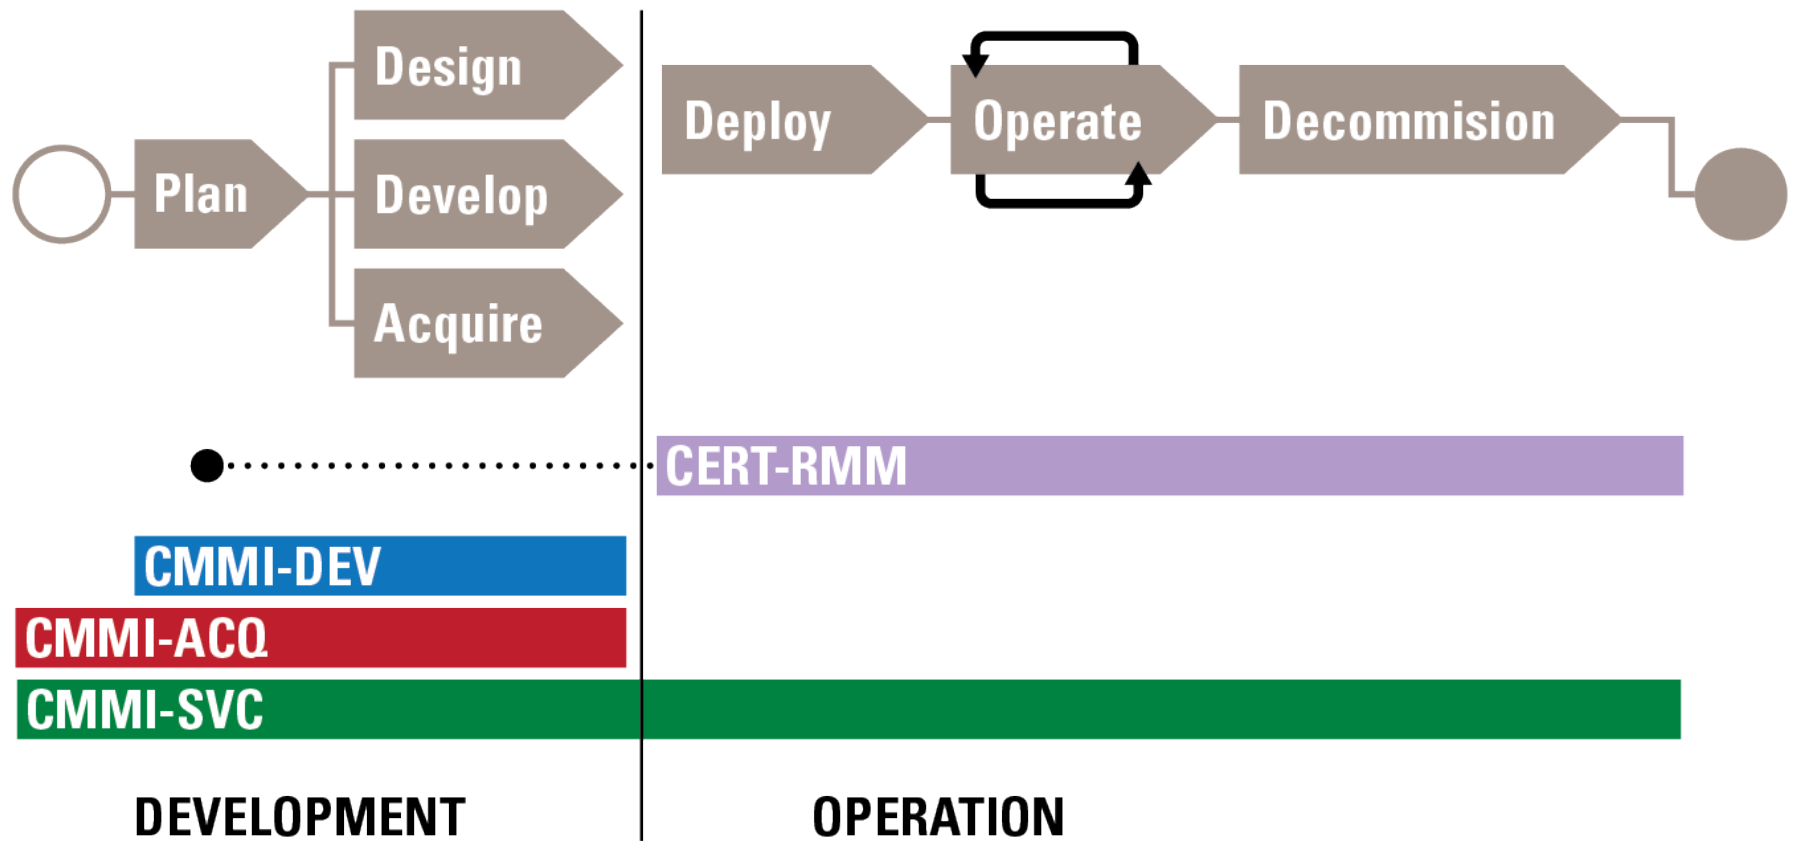 Plan
Design
Develop
Acquire
Deploy
Operate
Decommision
CERT-RMM
CMMI-DEV
CMMI-ACQ
CMMI-SVC
DEVELOPMENT
OPERATION